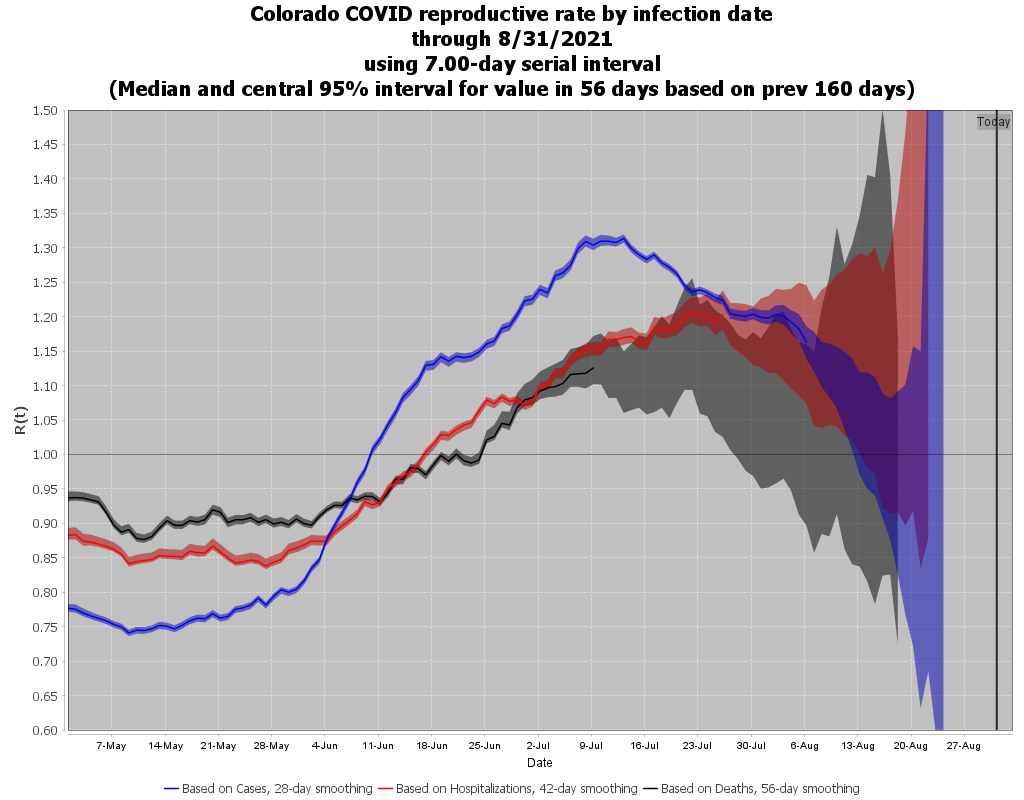 Colorado COVID reproductive rate by infection date
through 8/31/2021
using 7.00-day serial interval
(Median and central 95% interval for value in 56 days based on prev 160 days)
Today
1.50
1.45
1.40
1.35
1.30
1.25
1.20
1.15
1.10
1.05
1.00
0.95
0.90
0.85
0.80
0.75
0.70
0.65
0.60
R(t)
7-May 14-May 21-May 28-May 4-Jun 11-Jun 18-Jun 25-Jun 2-Jul 9-Jul 16-Jul 23-Jul 30-Jul 6-Aug 13-Aug 20-Aug 27-Aug
Date
Based on Cases, 28-day smoothing Based on Hospitalizations, 42-day smoothing Based on Deaths, 56-day smoothing